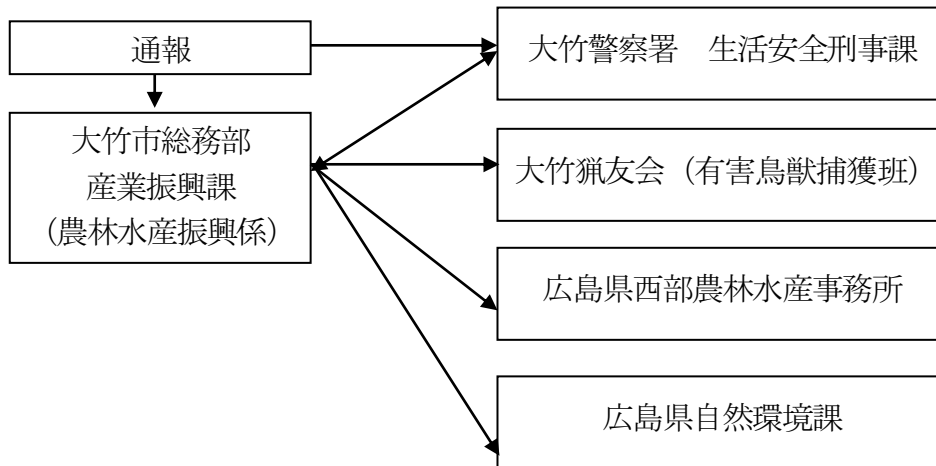 通報
大竹警察署　生活安全刑事課
大竹市総務部
産業振興課
（農林水産振興係）
大竹猟友会（有害鳥獣捕獲班）
広島県西部農林水産事務所
広島県自然環境課